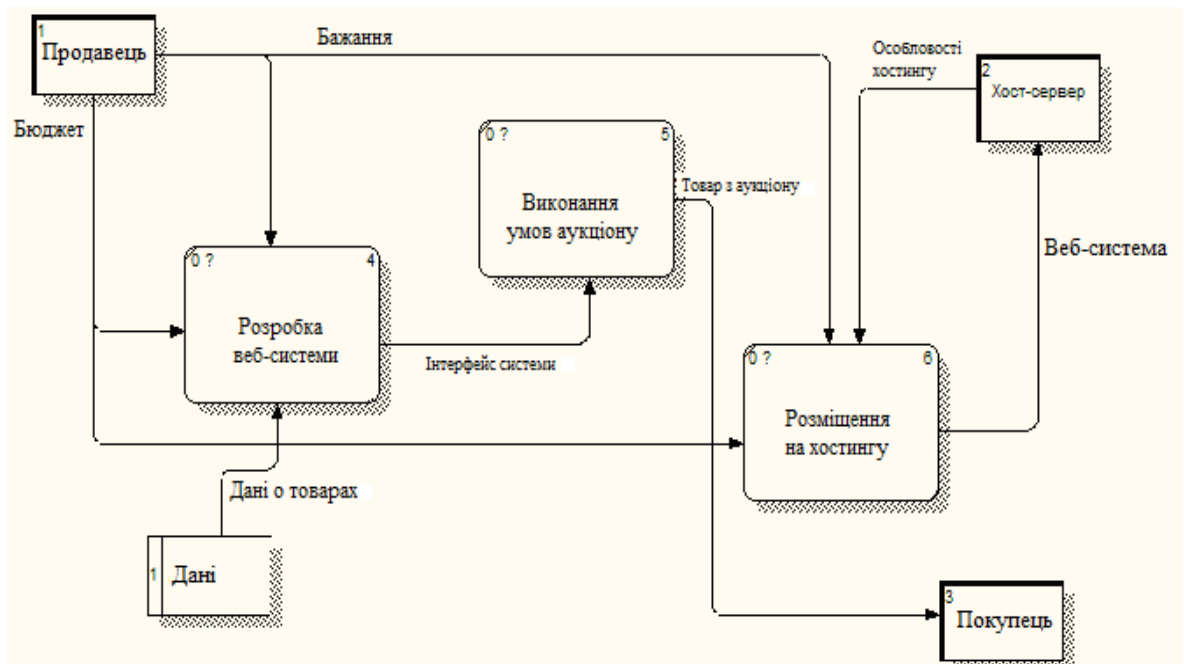 1
Продавець
Бажання
Особловості
хостингу
2
Хост-сервер
Бюджет
0 ?
5
Виконання
умов аукціону
Товар з аукціону
Веб-система
0 ?
4
Розробка
веб-системи
Інтерфейс системи
0 ?
6
Розміщення
на хостингу
Дані о товарах
1
Дані
3
Покупець